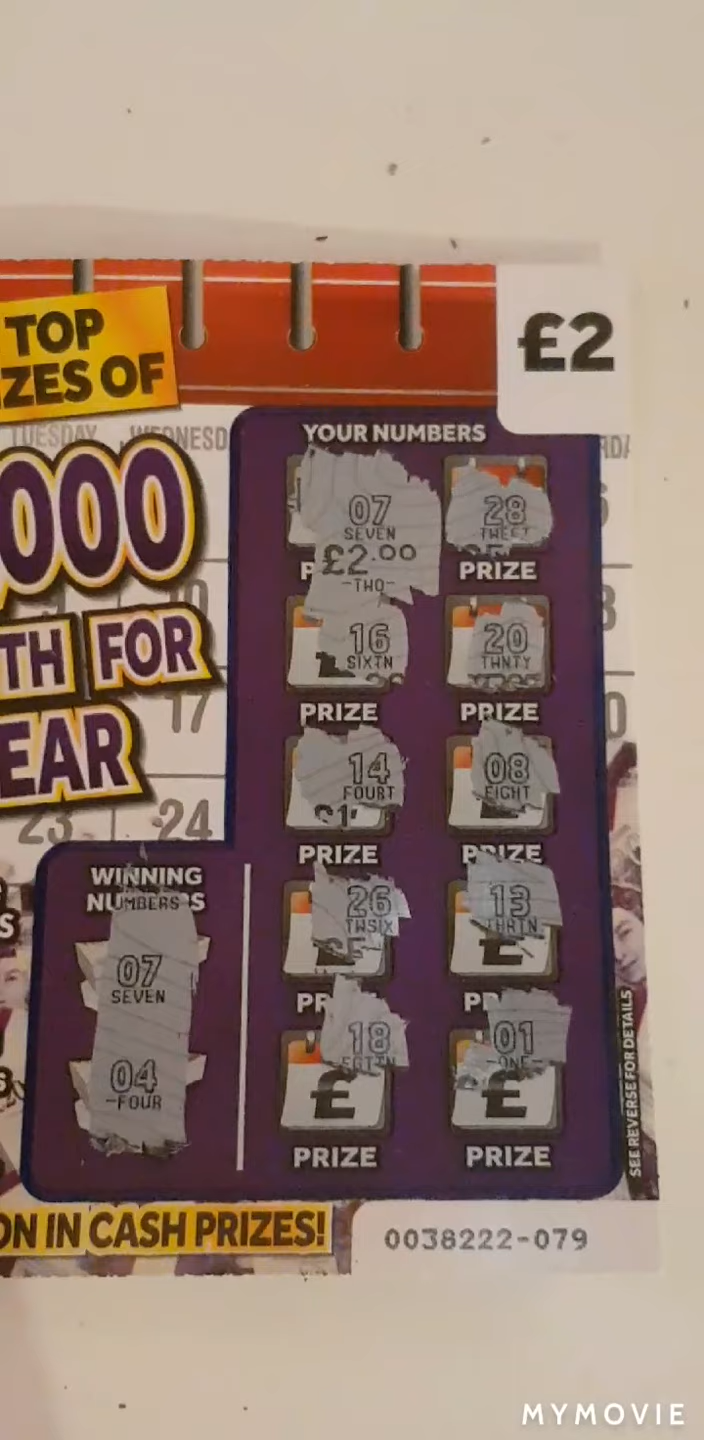 TOP
ZES OF
£2
TUESDAY WEDNESD
YOUR NUMBERS
000
07
SEVEN
£2.00
-TWO-
28
PRIZE
TH FOR
16
SIXTN
20
TWNTY
17
PRIZE
PRIZE
EAR
14
FOURT
08
EIGHT
23
24
PRIZE
PRIZE
WINNING
NUMBERS
26
TWSIX
13
THRTN
£
07
SEVEN
18
01
-ONE-
04
-FOUR
£
£
PRIZE
PRIZE
SEE REVERSE FOR DETAILS
ON IN CASH PRIZES!
0038222-079
MYMOVIE